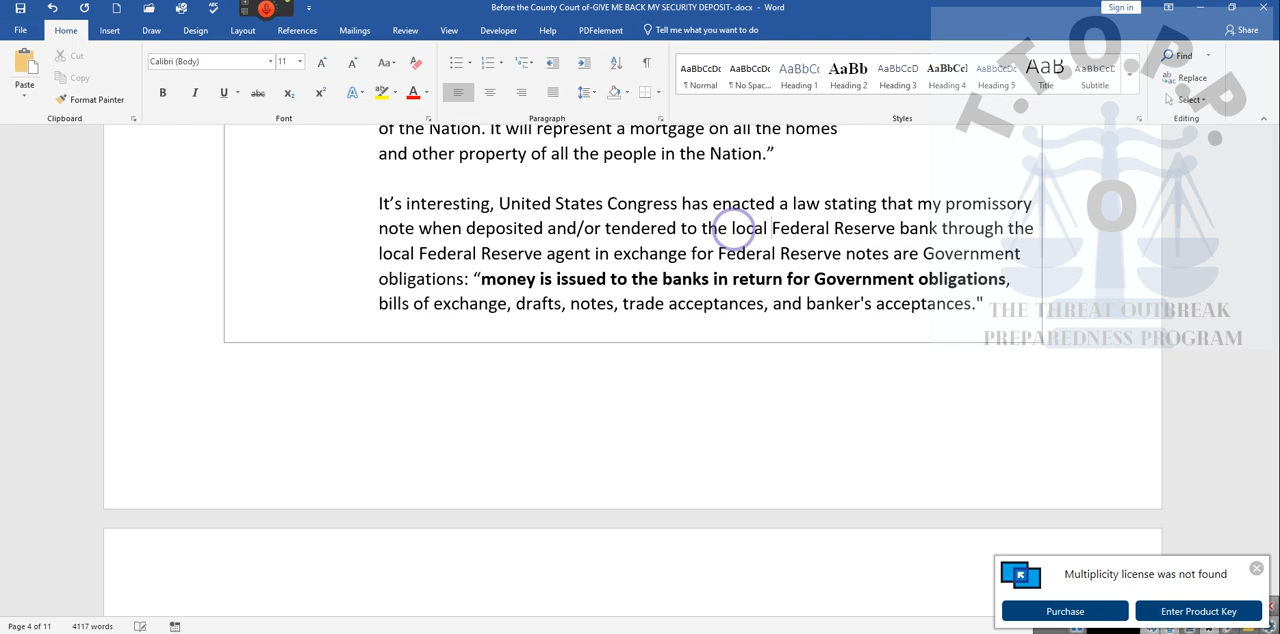 Before the County Court of-GIVE ME BACK MY SECURITY DEPOSIT-.docx - Word
Sign in
File Home Insert Draw Design Layout References Mailings Review View Developer Help PDFelement Tell me what you want to do
Share
Paste
Cut
Copy
Format Painter
Clipboard
Calibri (Body) 11
Font
Paragraph
AaBbCcDc AaBbCcDc AaBbC( AaBb AaBbCcD AaBbCcI AaBbCcDc AaB AaBbCcD
¶ Normal ¶ No Spac... Heading 1 Heading 2 Heading 3 Heading 4 Heading 5 Title Subtitle
Styles
Find
Replace
Select
Editing
T.T.O.P.P.
of the Nation. It will represent a mortgage on all the homes
and other property of all the people in the Nation.”
It’s interesting, United States Congress has enacted a law stating that my promissory
note when deposited and/or tendered to the local Federal Reserve bank through the
local Federal Reserve agent in exchange for Federal Reserve notes are Government
obligations: “money is issued to the banks in return for Government obligations,
bills of exchange, drafts, notes, trade acceptances, and banker's acceptances."
THE THREAT OUTBREAK
PREPAREDNESS PROGRAM
Multiplicity license was not found
Purchase
Enter Product Key
Page 4 of 11 4117 words